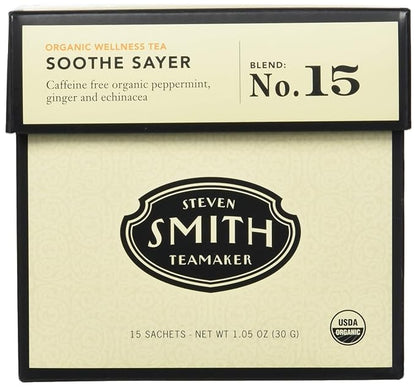 ORGANIC WELLNESS TEA
SOOTHE SAYER
Caffeine free organic peppermint,
ginger and echinacea
BLEND:
No. 15
STEVEN
SMITH
TEAMAKER
USDA
ORGANIC
15 SACHETS - NET WT 1.05 OZ (30 G)